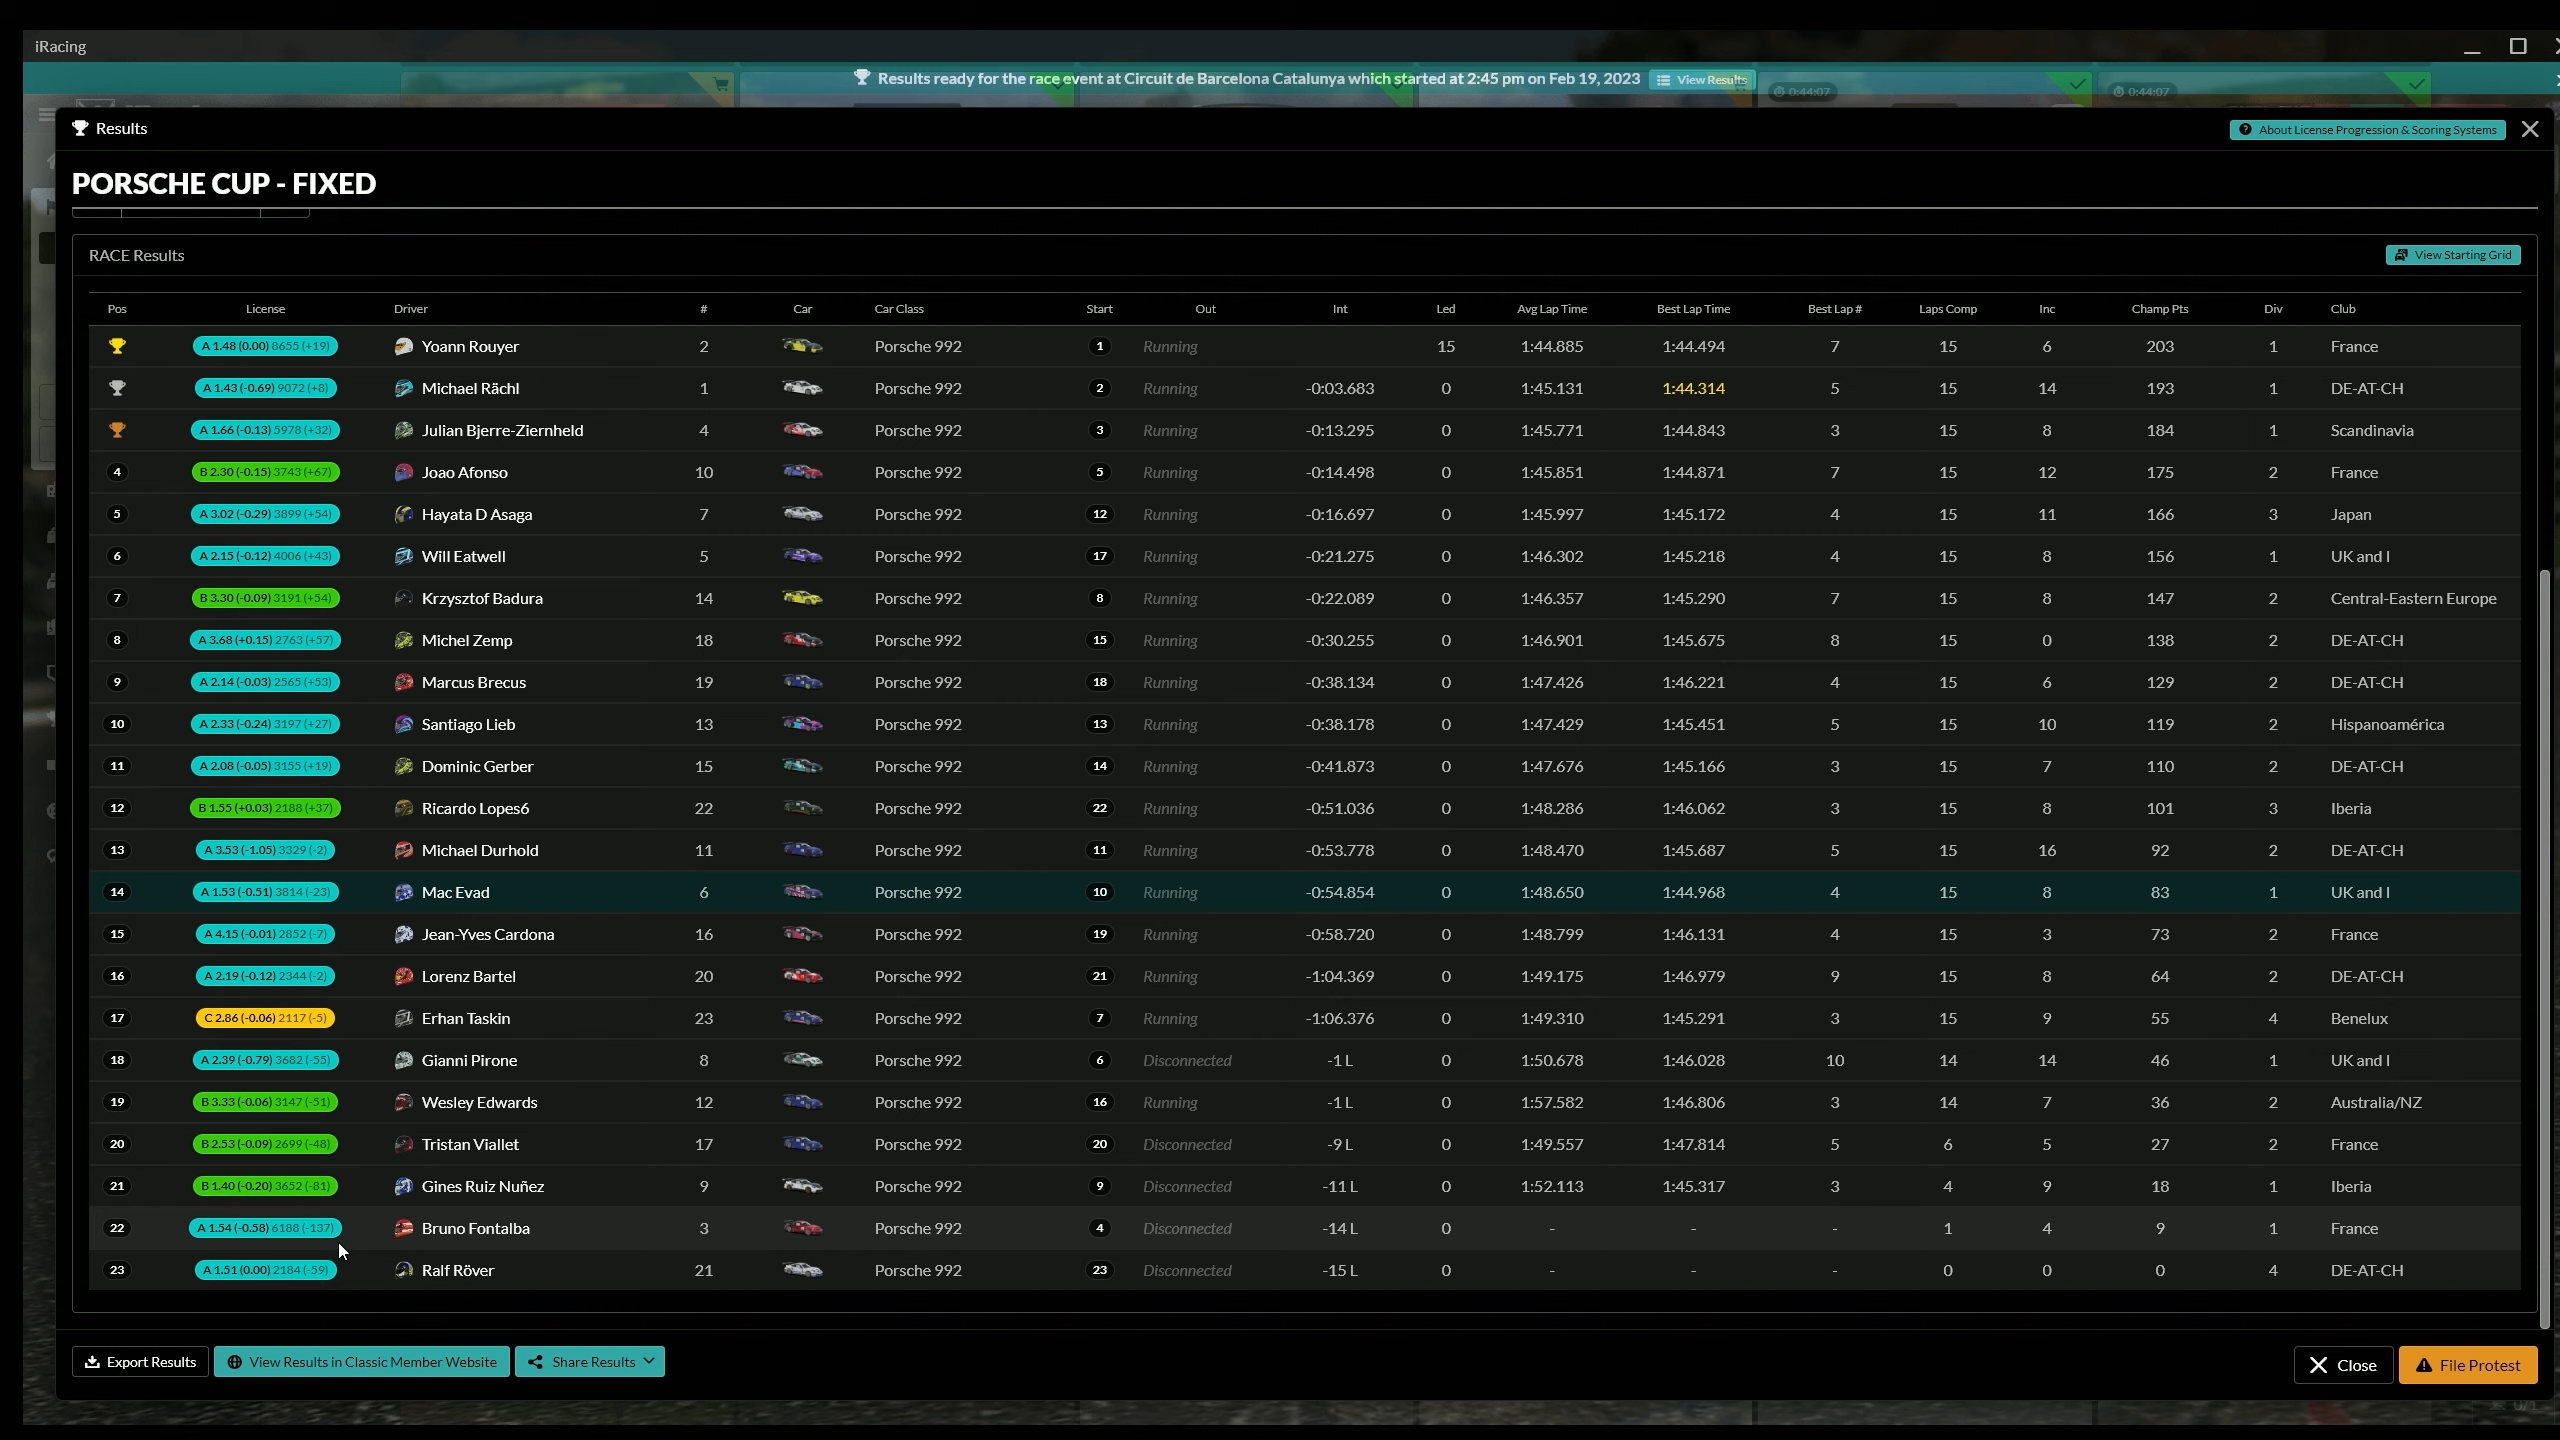 iRacing
Results ready for the race event at Circuit de Barcelona Catalunya which started at 2:45 pm on Feb 19, 2023 View Results
0:44:07 0:44:07
Results About License Progression & Scoring Systems
PORSCHE CUP - FIXED
RACE Results View Starting Grid
Pos License Driver # Car Car Class Start Out Int Led Avg Lap Time Best Lap Time Best Lap # Laps Comp Inc Champ Pts Div Club
A 1.48 (0.00) 8655 (+19) Yoann Rouyer 2 Porsche 992 1 Running 15 1:44.885 1:44.494 7 15 6 203 1 France
A 1.43 (-0.69) 9072 (+8) Michael Rächl 1 Porsche 992 2 Running -0:03.683 0 1:45.131 1:44.314 5 15 14 193 1 DE-AT-CH
A 1.66 (-0.13) 5978 (+32) Julian Bjerre-Ziernheld 4 Porsche 992 3 Running -0:13.295 0 1:45.771 1:44.843 3 15 8 184 1 Scandinavia
4 B 2.30 (-0.15) 3743 (+67) Joao Afonso 10 Porsche 992 5 Running -0:14.498 0 1:45.851 1:44.871 7 15 12 175 2 France
5 A 3.02 (-0.29) 3899 (+54) Hayata D Asaga 7 Porsche 992 12 Running -0:16.697 0 1:45.997 1:45.172 4 15 11 166 3 Japan
6 A 2.15 (-0.12) 4006 (+43) Will Eatwell 5 Porsche 992 17 Running -0:21.275 0 1:46.302 1:45.218 4 15 8 156 1 UK and I
7 B 3.30 (-0.09) 3191 (+54) Krzysztof Badura 14 Porsche 992 8 Running -0:22.089 0 1:46.357 1:45.290 7 15 8 147 2 Central-Eastern Europe
8 A 3.68 (+0.15) 2763 (+57) Michel Zemp 18 Porsche 992 15 Running -0:30.255 0 1:46.901 1:45.675 8 15 0 138 2 DE-AT-CH
9 A 2.14 (-0.03) 2565 (+53) Marcus Brecus 19 Porsche 992 18 Running -0:38.134 0 1:47.426 1:46.221 4 15 6 129 2 DE-AT-CH
10 A 2.33 (-0.24) 3197 (+27) Santiago Lieb 13 Porsche 992 13 Running -0:38.178 0 1:47.429 1:45.451 5 15 10 119 2 Hispanoamérica
11 A 2.08 (-0.05) 3155 (+19) Dominic Gerber 15 Porsche 992 14 Running -0:41.873 0 1:47.676 1:45.166 3 15 7 110 2 DE-AT-CH
12 B 1.55 (+0.03) 2188 (+37) Ricardo Lopes6 22 Porsche 992 22 Running -0:51.036 0 1:48.286 1:46.062 3 15 8 101 3 Iberia
13 A 3.53 (-1.05) 3329 (-2) Michael Durhold 11 Porsche 992 11 Running -0:53.778 0 1:48.470 1:45.687 5 15 16 92 2 DE-AT-CH
14 A 1.53 (-0.51) 3814 (-23) Mac Evad 6 Porsche 992 10 Running -0:54.854 0 1:48.650 1:44.968 4 15 8 83 1 UK and I
15 A 4.15 (-0.01) 2852 (-7) Jean-Yves Cardona 16 Porsche 992 19 Running -0:58.720 0 1:48.799 1:46.131 4 15 3 73 2 France
16 A 2.19 (-0.12) 2344 (-2) Lorenz Bartel 20 Porsche 992 21 Running -1:04.369 0 1:49.175 1:46.979 9 15 8 64 2 DE-AT-CH
17 C 2.86 (-0.06) 2117 (-5) Erhan Taskin 23 Porsche 992 7 Running -1:06.376 0 1:49.310 1:45.291 3 15 9 55 4 Benelux
18 A 2.39 (-0.79) 3682 (-55) Gianni Pirone 8 Porsche 992 6 Disconnected -1 L 0 1:50.678 1:46.028 10 14 14 46 1 UK and I
19 B 3.33 (-0.06) 3147 (-51) Wesley Edwards 12 Porsche 992 16 Running -1 L 0 1:57.582 1:46.806 3 14 7 36 2 Australia/NZ
20 B 2.53 (-0.09) 2699 (-48) Tristan Viallet 17 Porsche 992 20 Disconnected -9 L 0 1:49.557 1:47.814 5 6 5 27 2 France
21 B 1.40 (-0.20) 3652 (-81) Gines Ruiz Nuñez 9 Porsche 992 9 Disconnected -11 L 0 1:52.113 1:45.317 3 4 9 18 1 Iberia
22 A 1.54 (-0.58) 6188 (-137) Bruno Fontalba 3 Porsche 992 4 Disconnected -14 L 0 - - - 1 4 9 1 France
23 A 1.51 (0.00) 2184 (-59) Ralf Röver 21 Porsche 992 23 Disconnected -15 L 0 - - - 0 0 0 4 DE-AT-CH
Export Results View Results in Classic Member Website Share Results Close File Protest